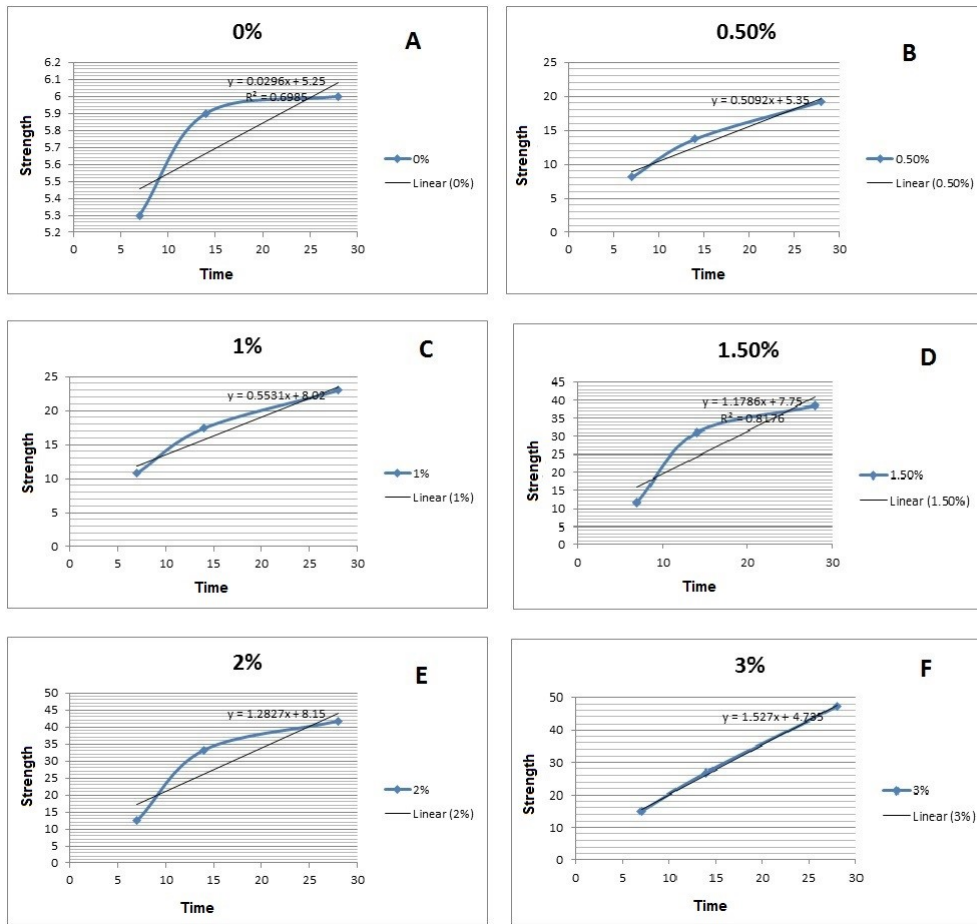 0%
A
6.2
6.1
6
5.9
5.8
5.7
5.6
5.5
5.4
5.3
5.2
Strength
y = 0.0296x + 5.25
R² = 0.6985
0%
Linear (0%)
0 5 10 15 20 25 30
Time
0.50%
B
25
20
15
10
5
0
Strength
y = 0.5092x + 5.35
0.50%
Linear (0.50%)
0 5 10 15 20 25 30
Time
1%
C
25
20
15
10
5
0
Strength
y = 0.5531x + 8.02
1%
Linear (1%)
0 5 10 15 20 25 30
Time
1.50%
D
45
40
35
30
25
20
15
10
5
0
Strength
y = 1.1786x + 7.75
R² = 0.8176
1.50%
Linear (1.50%)
0 5 10 15 20 25 30
Time
2%
E
50
45
40
35
30
25
20
15
10
5
0
Strength
y = 1.2827x + 8.15
2%
Linear (2%)
0 5 10 15 20 25 30
Time
3%
F
50
40
30
20
10
0
Strength
y = 1.527x + 4.735
3%
Linear (3%)
0 5 10 15 20 25 30
Time